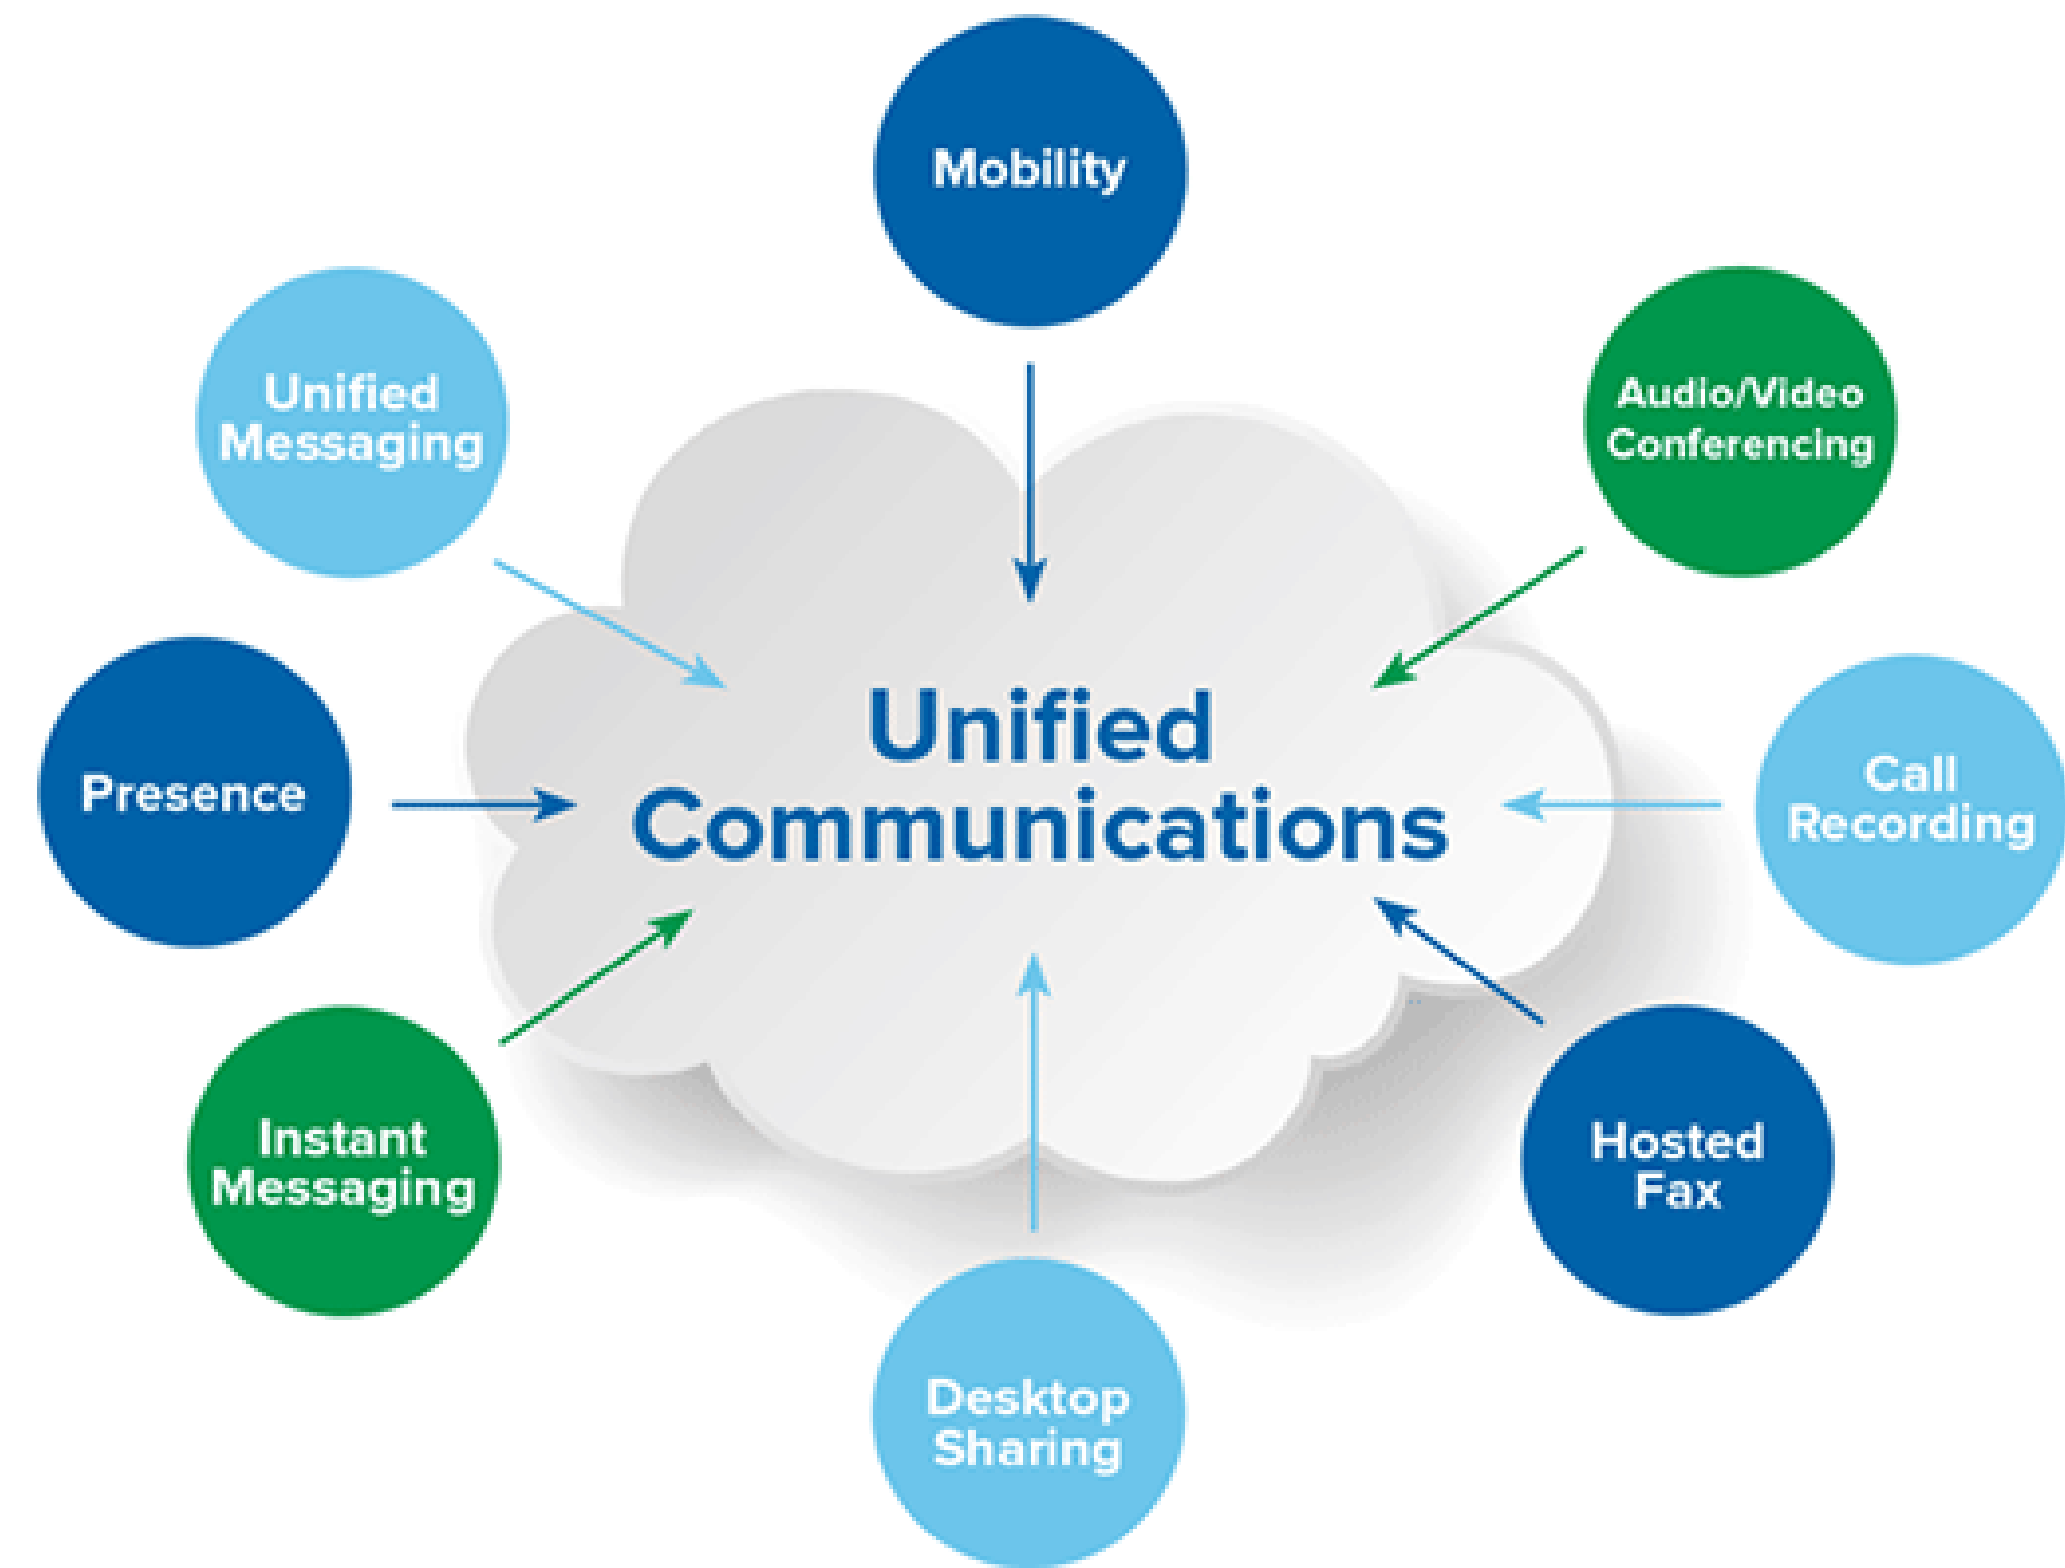 Mobility
Unified
Messaging
Audio/Video
Conferencing
Presence
Unified
Communications
Call
Recording
Instant
Messaging
Hosted
Fax
Desktop
Sharing